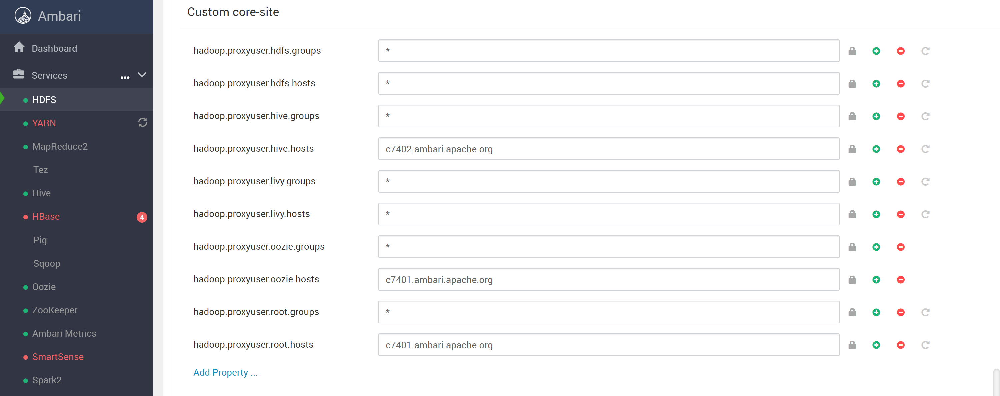 Ambari
Dashboard
Services ...
HDFS
YARN
MapReduce2
Tez
Hive
HBase 4
Pig
Sqoop
Oozie
ZooKeeper
Ambari Metrics
SmartSense
Spark2
Custom core-site
hadoop.proxyuser.hdfs.groups *
hadoop.proxyuser.hdfs.hosts *
hadoop.proxyuser.hive.groups *
hadoop.proxyuser.hive.hosts c7402.ambari.apache.org
hadoop.proxyuser.livy.groups *
hadoop.proxyuser.livy.hosts *
hadoop.proxyuser.oozie.groups *
hadoop.proxyuser.oozie.hosts c7401.ambari.apache.org
hadoop.proxyuser.root.groups *
hadoop.proxyuser.root.hosts c7401.ambari.apache.org
Add Property ...